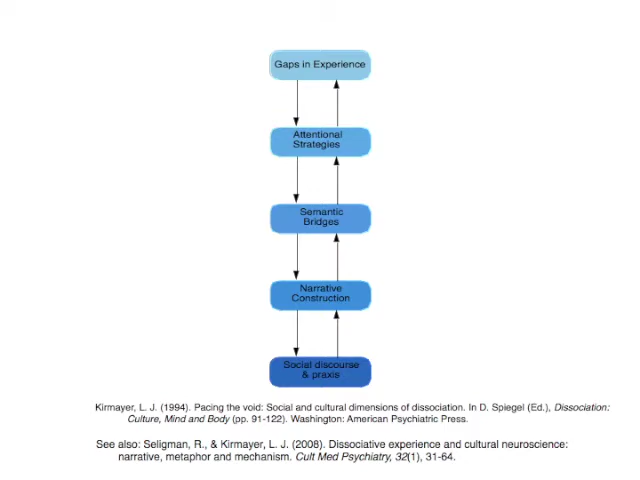 Gaps in Experience
Attentional
Strategies
Semantic
Bridges
Narrative
Construction
Social discourse
& praxis
Kirmayer, L. J. (1994). Pacing the void: Social and cultural dimensions of dissociation. In D. Spiegel (Ed.), Dissociation:
Culture, Mind and Body (pp. 91-122). Washington: American Psychiatric Press.
See also: Seligman, R., & Kirmayer, L. J. (2008). Dissociative experience and cultural neuroscience:
narrative, metaphor and mechanism. Cult Med Psychiatry, 32(1), 31-64.